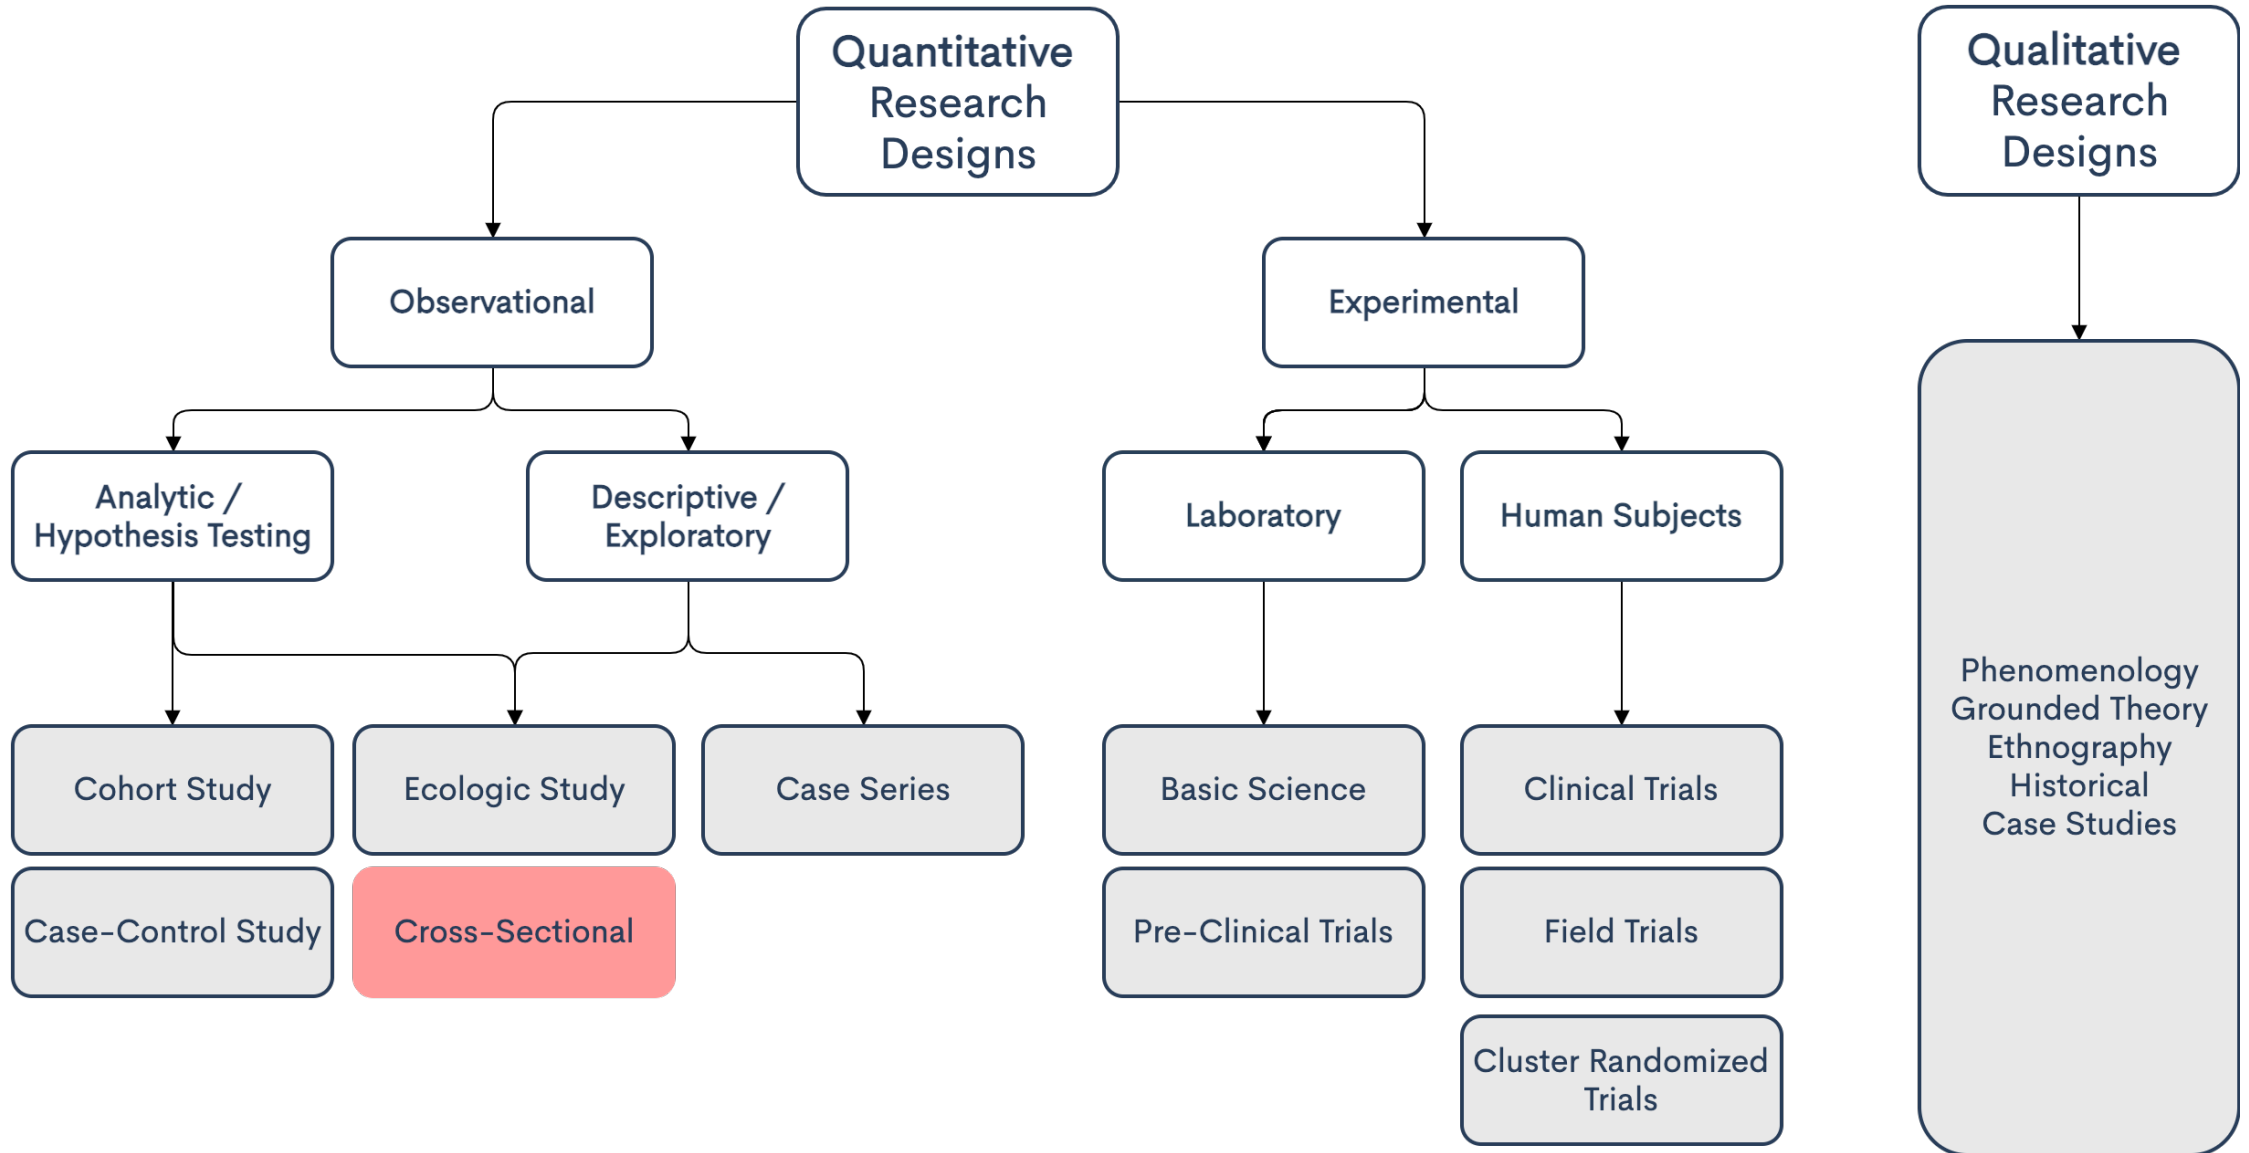 Quantitative
Research
Designs
Qualitative
Research
Designs
Observational
Experimental
Analytic /
Hypothesis Testing
Descriptive /
Exploratory
Laboratory
Human Subjects
Cohort Study
Ecologic Study
Case Series
Basic Science
Clinical Trials
Case-Control Study
Cross-Sectional
Pre-Clinical Trials
Field Trials
Cluster Randomized
Trials
Phenomenology
Grounded Theory
Ethnography
Historical
Case Studies